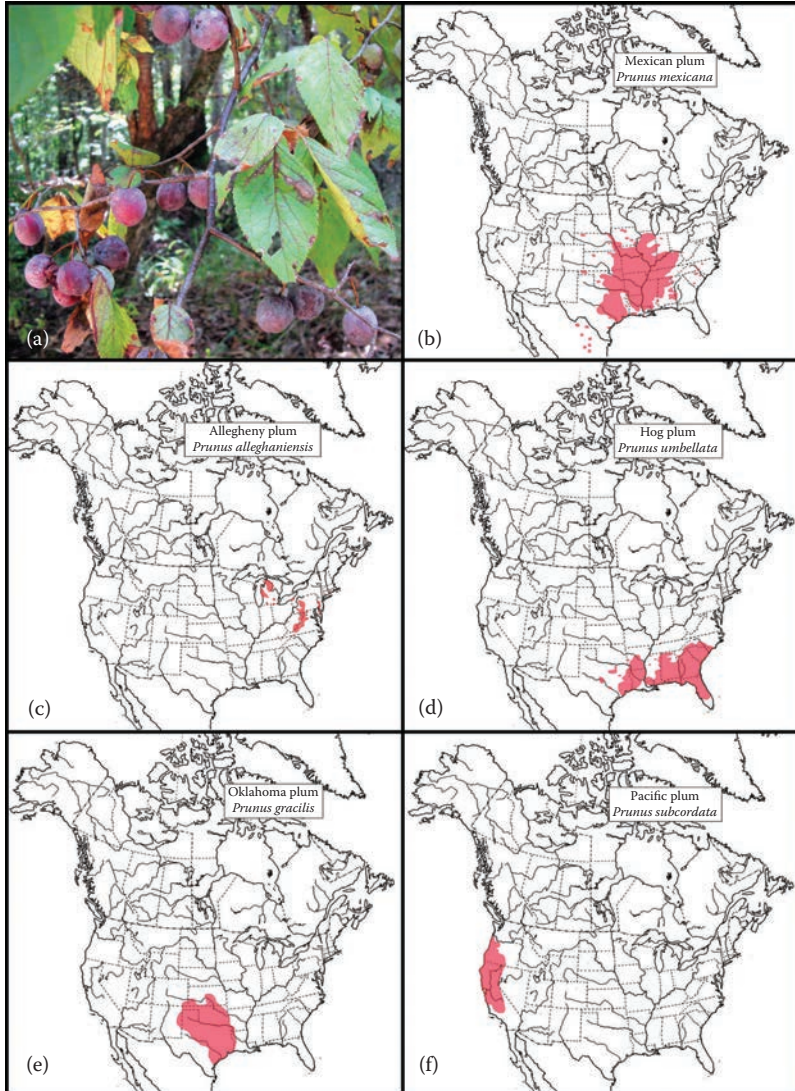 (a)
Mexican plum
Prunus mexicana
(b)
Allegheny plum
Prunus alleghaniensis
(c)
Hog plum
Prunus umbellata
(d)
Oklahoma plum
Prunus gracilis
(e)
Pacific plum
Prunus subcordata
(f)